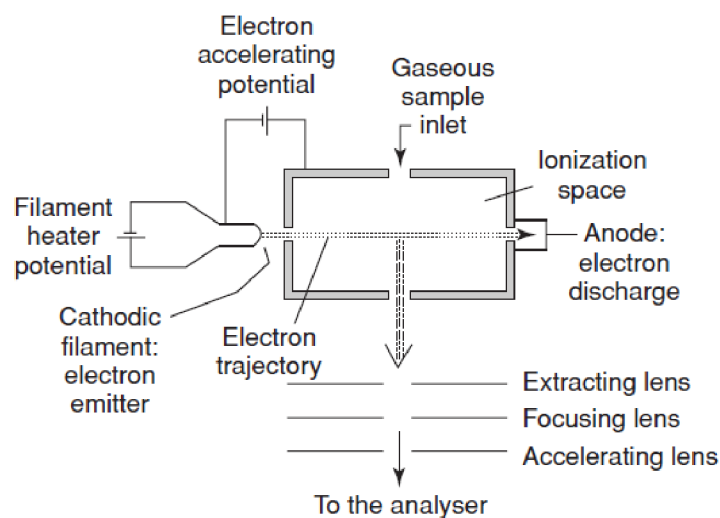 Electron
accelerating
potential
Gaseous
sample
inlet
Ionization
space
Filament
heater
potential
Anode:
electron
discharge
Cathodic
filament:
electron
emitter
Electron
trajectory
Extracting lens
Focusing lens
Accelerating lens
To the analyser